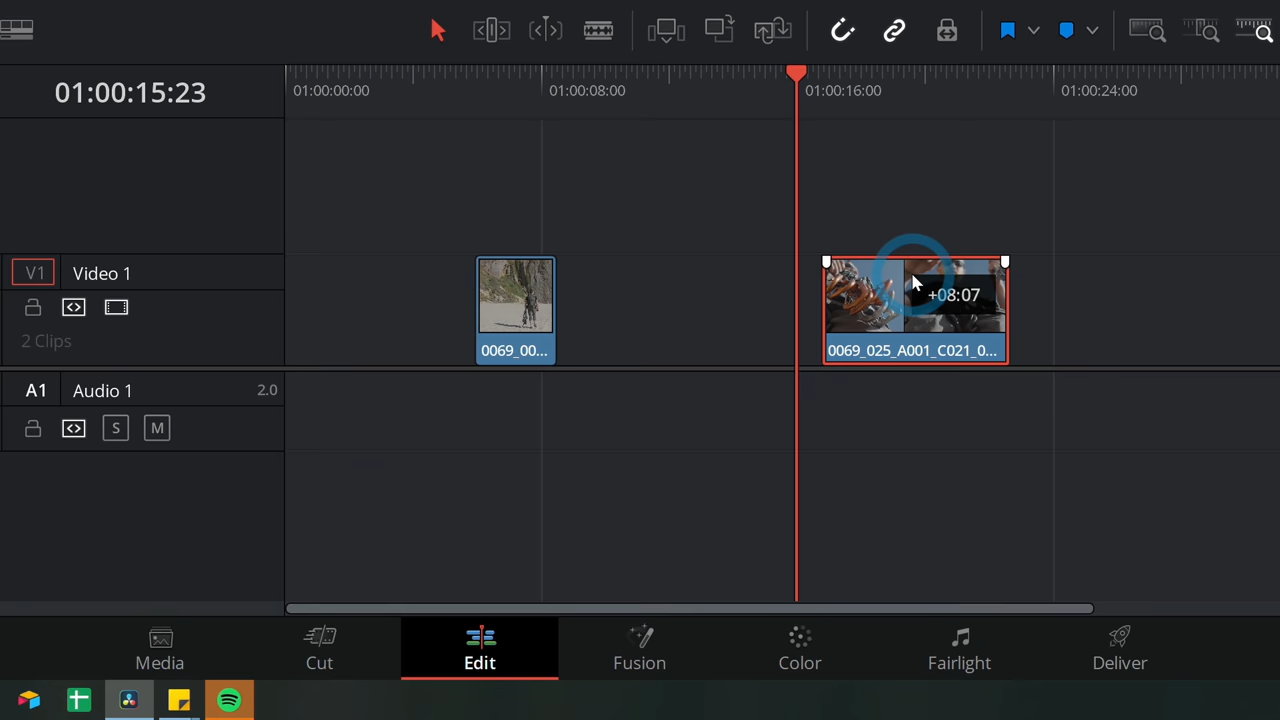 01:00:15:23
01:00:00:00
01:00:08:00
01:00:16:00
01:00:24:00
V1
Video 1
2 Clips
0069_00...
+08:07
0069_025_A001_C021_0...
A1
Audio 1
2.0
S
M
Media
Cut
Edit
Fusion
Color
Fairlight
Deliver